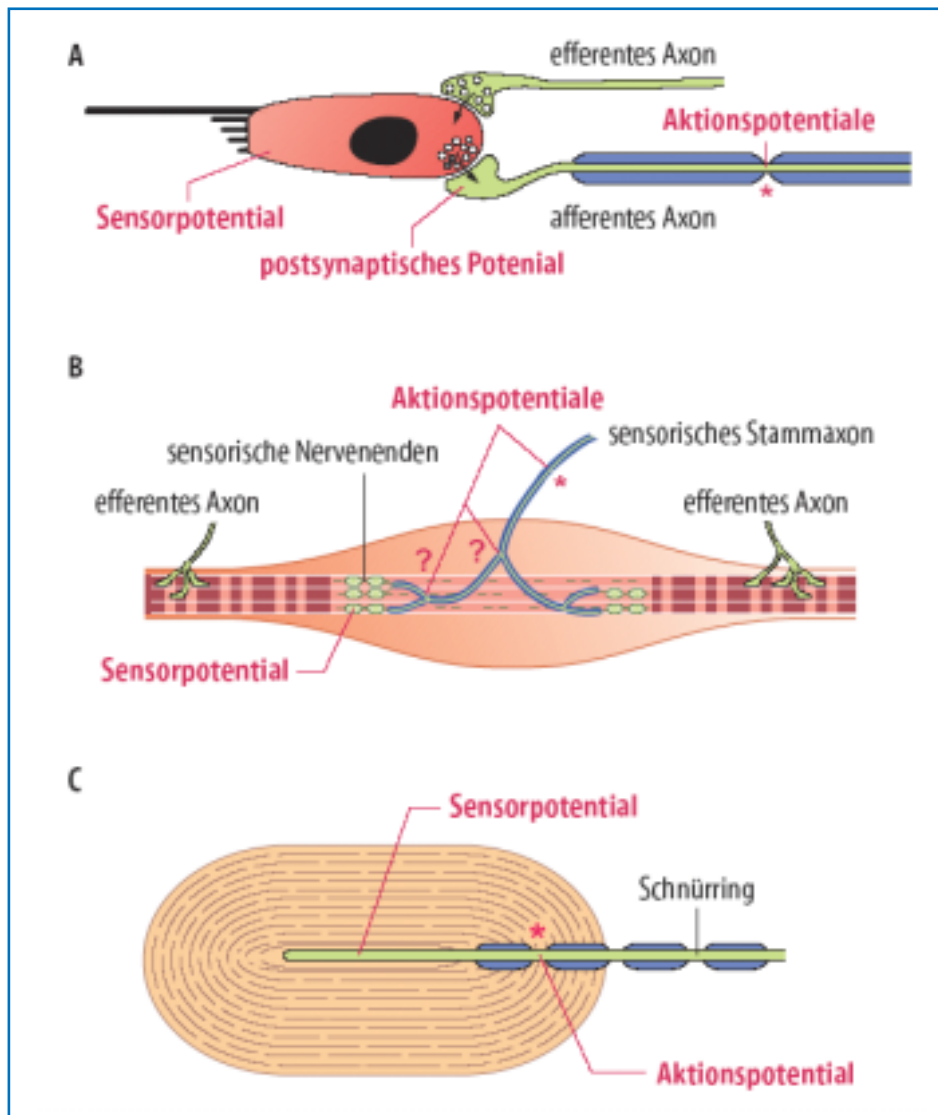 A
efferentes Axon
Aktionspotentiale
*
Sensorpotential
afferentes Axon
postsynaptisches Potenial
B
Aktionspotentiale
sensorisches Stammaxon
sensorische Nervenenden
*
efferentes Axon
efferentes Axon
? ?
Sensorpotential
C
Sensorpotential
Schnürring
*
Aktionspotential